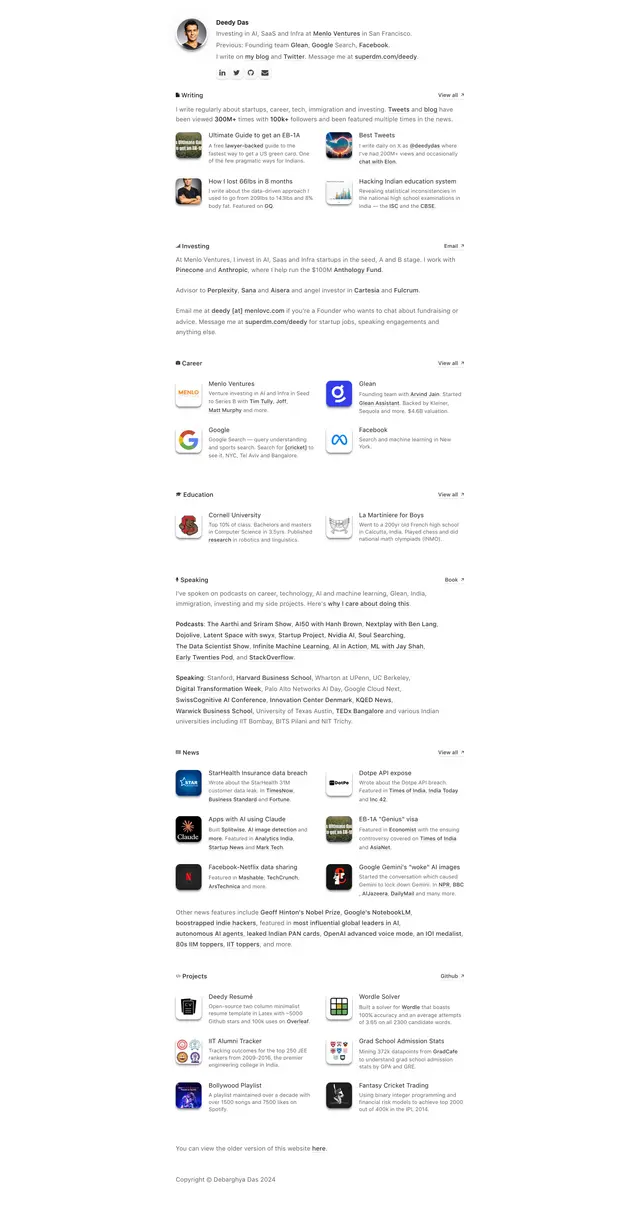 Deedy Das
Investing in AI, SaaS and Infra at Menlo Ventures in San Francisco.
Previous: Founding team Glean, Google Search, Facebook.
I write on my blog and Twitter. Message me at superdm.com/deedy.
Writing
View all ↗
I write regularly about startups, career, tech, immigration and investing. Tweets and blog have
been viewed 300M+ times with 100k+ followers and been featured multiple times in the news.
Ultimate Guide to get an EB-1A
A free lawyer-backed guide to the
fastest way to get a US green card. One
of the few pragmatic ways for Indians.
Best Tweets
I write daily on X as @deedydas where
I've had 200M+ views and occasionally
chat with Elon.
How I lost 66lbs in 8 months
I write about the data-driven approach I
used to go from 209lbs to 143lbs and 8%
body fat. Featured on GQ.
Hacking Indian education system
Revealing statistical inconsistencies in
the national high school examinations in
India — the ISC and the CBSE.
Investing
Email ↗
At Menlo Ventures, I invest in AI, Saas and Infra startups in the seed, A and B stage. I work with
Pinecone and Anthropic, where I help run the $100M Anthology Fund.
Advisor to Perplexity, Sana and Aisera and angel investor in Cartesia and Fulcrum.
Email me at deedy [at] menlovc.com if you're a Founder who wants to chat about fundraising or
advice. Message me at superdm.com/deedy for startup jobs, speaking engagements and
anything else.
Career
View all ↗
MENLO
Menlo Ventures
Venture investing in AI and Infra in Seed
to Series B with Tim Tully, Joff,
Matt Murphy and more.
Glean
Founding team with Arvind Jain. Started
Glean Assistant. Backed by Kleiner,
Sequoia and more. $4.6B valuation.
Google
Google Search — query understanding
and sports search. Search for [cricket] to
see it. NYC, Tel Aviv and Bangalore.
Facebook
Search and machine learning in New
York.
Education
View all ↗
Cornell University
Top 10% of class. Bachelors and masters
in Computer Science in 3.5yrs. Published
research in robotics and linguistics.
La Martiniere for Boys
Went to a 200yr old French high school
in Calcutta, India. Played chess and did
national math olympiads (INMO).
Speaking
Book ↗
I've spoken on podcasts on career, technology, AI and machine learning, Glean, India,
immigration, investing and my side projects. Here's why I care about doing this.
Podcasts: The Aarthi and Sriram Show, AI50 with Hanh Brown, Nextplay with Ben Lang,
Dojolive, Latent Space with swyx, Startup Project, Nvidia AI, Soul Searching,
The Data Scientist Show, Infinite Machine Learning, AI in Action, ML with Jay Shah,
Early Twenties Pod, and StackOverflow.
Speaking: Stanford, Harvard Business School, Wharton at UPenn, UC Berkeley,
Digital Transformation Week, Palo Alto Networks AI Day, Google Cloud Next,
SwissCognitive AI Conference, Innovation Center Denmark, KQED News,
Warwick Business School, University of Texas Austin, TEDx Bangalore and various Indian
universities including IIT Bombay, BITS Pilani and NIT Trichy.
News
View all ↗
STAR
StarHealth Insurance data breach
Wrote about the StarHealth 31M
customer data leak. In TimesNow,
Business Standard and Fortune.
DotPe
Dotpe API expose
Wrote about the Dotpe API breach.
Featured in Times of India, India Today
and Inc 42.
Claude
Apps with AI using Claude
Built Splitwise, AI image detection and
more. Featured in Analytics India,
Startup News and Mark Tech.
EB-1A "Genius" visa
Featured in Economist with the ensuing
controversy covered on Times of India
and AsiaNet.
Facebook-Netflix data sharing
Featured in Mashable, TechCrunch,
ArsTechnica and more.
Google Gemini's "woke" AI images
Started the conversation which caused
Gemini to lock down Gemini. In NPR, BBC
, AlJazeera, DailyMail and many more.
Other news features include Geoff Hinton's Nobel Prize, Google's NotebookLM,
boostrapped indie hackers, featured in most influential global leaders in AI,
autonomous AI agents, leaked Indian PAN cards, OpenAI advanced voice mode, an IOI medalist,
80s IIM toppers, IIT toppers, and more.
Projects
Github ↗
Deedy Resumé
Open-source two column minimalist
resume template in Latex with ~5000
Github stars and 100k uses on Overleaf.
Wordle Solver
Built a solver for Wordle that boasts
100% accuracy and an average attempts
of 3.65 on all 2300 candidate words.
IIT Alumni Tracker
Tracking outcomes for the top 250 JEE
rankers from 2009-2016, the premier
engineering college in India.
Grad School Admission Stats
Mining 372k datapoints from GradCafe
to understand grad school admission
stats by GPA and GRE.
Bollywood Playlist
A playlist maintained over a decade with
over 1500 songs and 7500 likes on
Spotify.
Fantasy Cricket Trading
Using binary integer programming and
financial risk models to achieve top 2000
out of 400k in the IPL 2014.
You can view the older version of this website here.
Copyright © Debarghya Das 2024